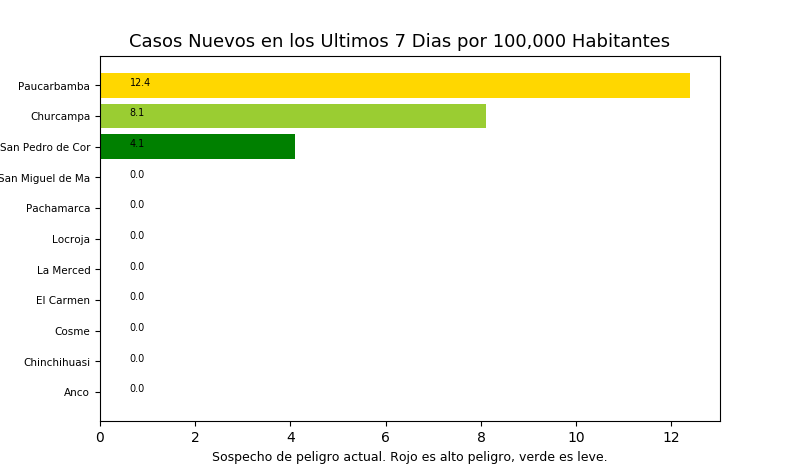 Casos Nuevos en los Ultimos 7 Dias por 100,000 Habitantes
Paucarbamba 12.4
Churcampa 8.1
San Pedro de Cor 4.1
San Miguel de Ma 0.0
Pachamarca 0.0
Locroja 0.0
La Merced 0.0
El Carmen 0.0
Cosme 0.0
Chinchihuasi 0.0
Anco 0.0
0 2 4 6 8 10 12
Sospecho de peligro actual. Rojo es alto peligro, verde es leve.